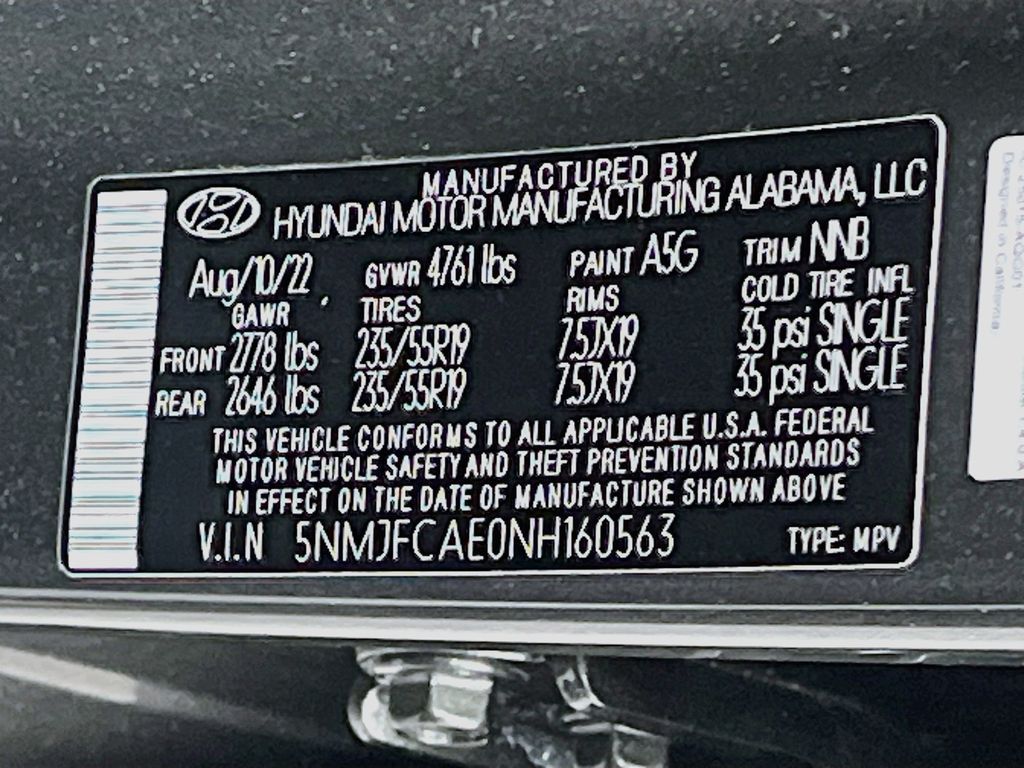 MANUFACTURED BY
HYUNDAI MOTOR MANUFACTURING ALABAMA, LLC
Aug/10/22 GVWR 4761 lbs PAINT A5G TRIM NNB
GAWR TIRES RIMS COLD TIRE INFL
FRONT 2778 lbs 235/55R19 7.5JX19 35 psi SINGLE
REAR 2646 lbs 235/55R19 7.5JX19 35 psi SINGLE
THIS VEHICLE CONFORMS TO ALL APPLICABLE U.S.A. FEDERAL
MOTOR VEHICLE SAFETY AND THEFT PREVENTION STANDARDS
IN EFFECT ON THE DATE OF MANUFACTURE SHOWN ABOVE
V.I.N 5NMJFCAE0NH160563 TYPE: MPV
Designed in California